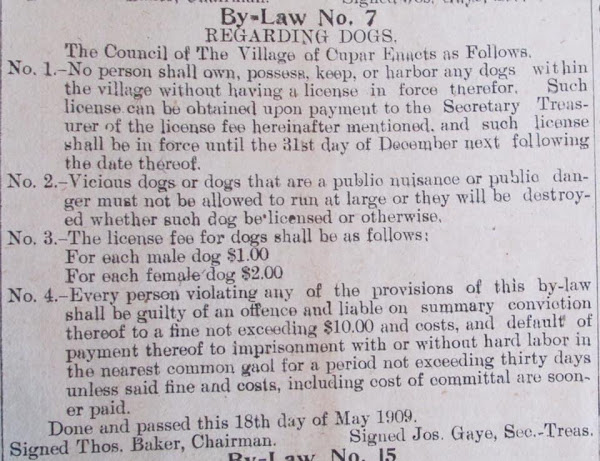 By-Law No. 7
REGARDING DOGS.
The Council of The Village of Cupar Enacts as Follows.
No. 1.-No person shall own, possess, keep, or harbor any dogs within
the village without having a license in force therefor. Such
license can be obtained upon payment to the Secretary Treas-
urer of the license fee hereinafter mentioned, and such license
shall be in force until the 31st day of December next following
the date thereof.
No. 2.-Vicious dogs or dogs that are a public nuisance or public dan-
ger must not be allowed to run at large or they will be destroy-
ed whether such dog be licensed or otherwise.
No. 3.-The license fee for dogs shall be as follows:
For each male dog $1.00
For each female dog $2.00
No. 4.-Every person violating any of the provisions of this by-law
shall be guilty of an offence and liable on summary conviction
thereof to a fine not exceeding $10.00 and costs, and default of
payment thereof to imprisonment with or without hard labor in
the nearest common gaol for a period not exceeding thirty days
unless said fine and costs, including cost of committal are soon-
er paid.
Done and passed this 18th day of May 1909.
Signed Thos. Baker, Chairman. Signed Jos. Gaye, Sec.-Treas.
By-Law No. 15